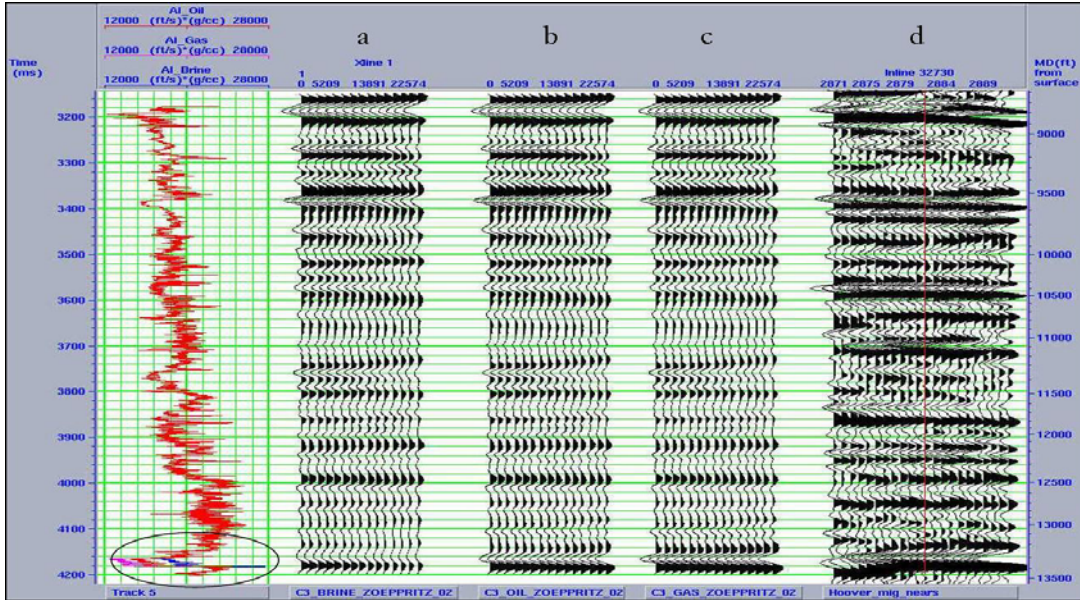 AI_Oil
12000 (ft/s)*(g/cc) 28000
AI_Gas
12000 (ft/s)*(g/cc) 28000
AI_Brine
12000 (ft/s)*(g/cc) 28000
Time
(ms)
a
b
c
d
Xline 1
1
0 5209 13891 22574
0 5209 13891 22574
0 5209 13891 22574
Inline 32730
2871 2875 2879 2884 2889
MD(ft)
from
surface
3200
3300
3400
3500
3600
3700
3800
3900
4000
4100
4200
9000
9500
10000
10500
11000
11500
12000
12500
13000
13500
Track 5
C3_BRINE_ZOEPPRITZ_02
C3_OIL_ZOEPPRITZ_02
C3_GAS_ZOEPPRITZ_02
Hoover_mig_nears